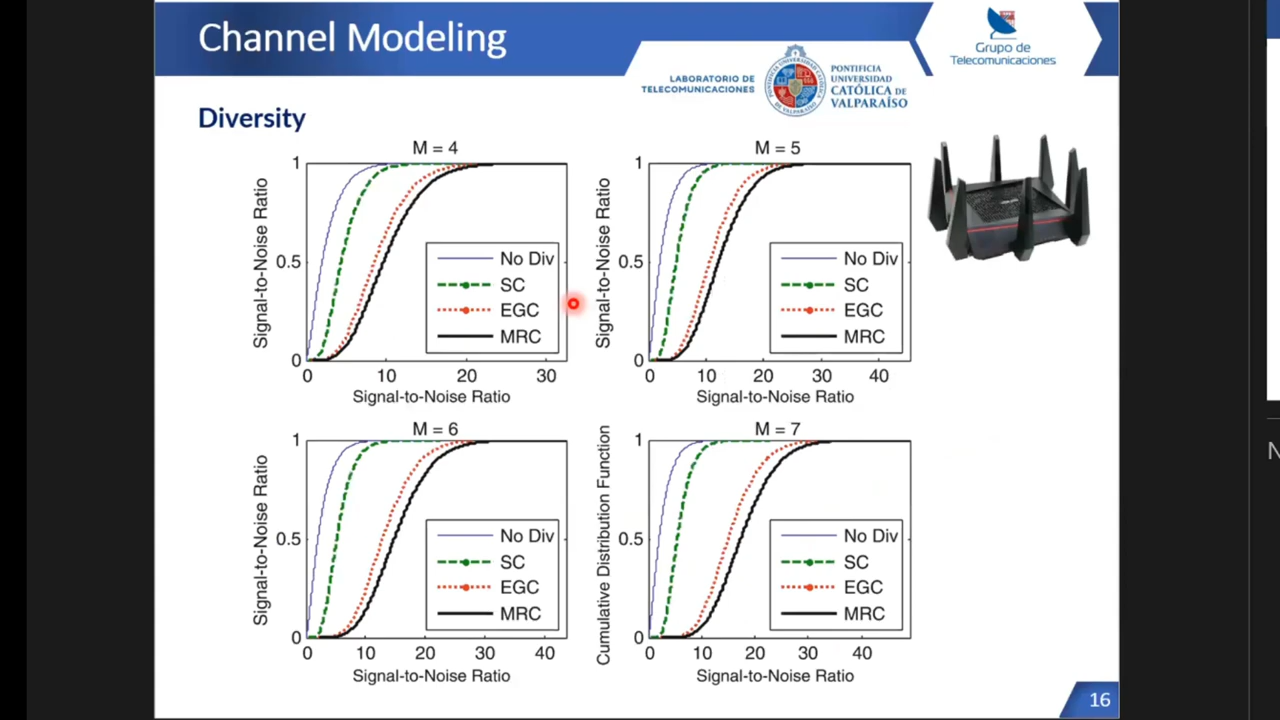 Channel Modeling
LABORATORIO DE
TELECOMUNICACIONES
PONTIFICIA
UNIVERSIDAD
CATÓLICA DE
VALPARAÍSO
Grupo de
Telecomunicaciones
Diversity
M = 4
1
0.5
0
Signal-to-Noise Ratio
No Div
SC
EGC
MRC
0 10 20 30
Signal-to-Noise Ratio
M = 5
1
0.5
0
Signal-to-Noise Ratio
No Div
SC
EGC
MRC
0 10 20 30 40
Signal-to-Noise Ratio
M = 6
1
0.5
0
Signal-to-Noise Ratio
No Div
SC
EGC
MRC
0 10 20 30 40
Signal-to-Noise Ratio
M = 7
1
0.5
0
Cumulative Distribution Function
No Div
SC
EGC
MRC
0 10 20 30 40
Signal-to-Noise Ratio
16